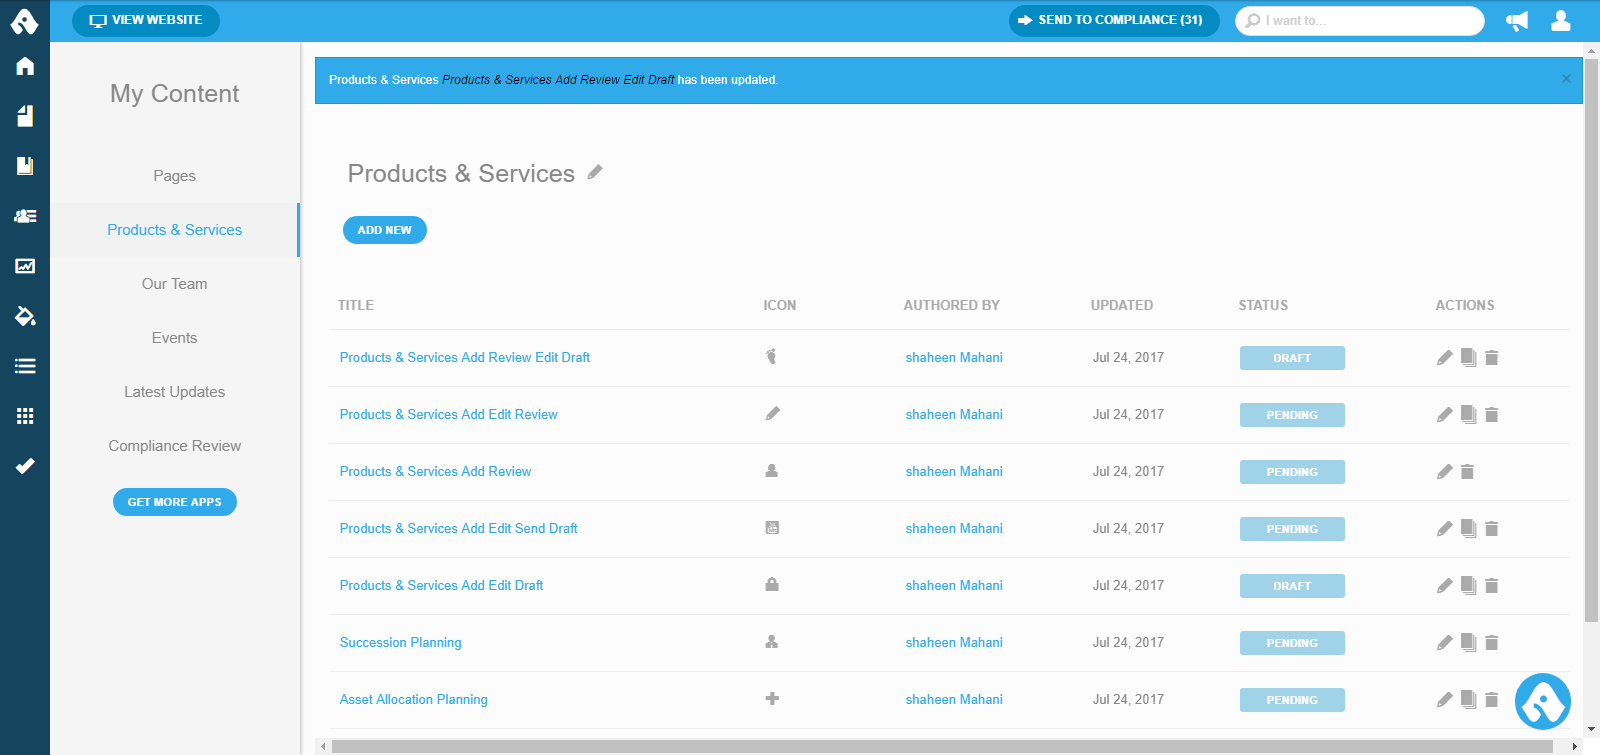 VIEW WEBSITE
SEND TO COMPLIANCE (31)
I want to...
My Content
Pages
Products & Services
Our Team
Events
Latest Updates
Compliance Review
GET MORE APPS
Products & Services Products & Services Add Review Edit Draft has been updated.
×
Products & Services
ADD NEW
TITLE ICON AUTHORED BY UPDATED STATUS ACTIONS
Products & Services Add Review Edit Draft shaheen Mahani Jul 24, 2017 DRAFT
Products & Services Add Edit Review shaheen Mahani Jul 24, 2017 PENDING
Products & Services Add Review shaheen Mahani Jul 24, 2017 PENDING
Products & Services Add Edit Send Draft shaheen Mahani Jul 24, 2017 PENDING
Products & Services Add Edit Draft shaheen Mahani Jul 24, 2017 DRAFT
Succession Planning shaheen Mahani Jul 24, 2017 PENDING
Asset Allocation Planning shaheen Mahani Jul 24, 2017 PENDING